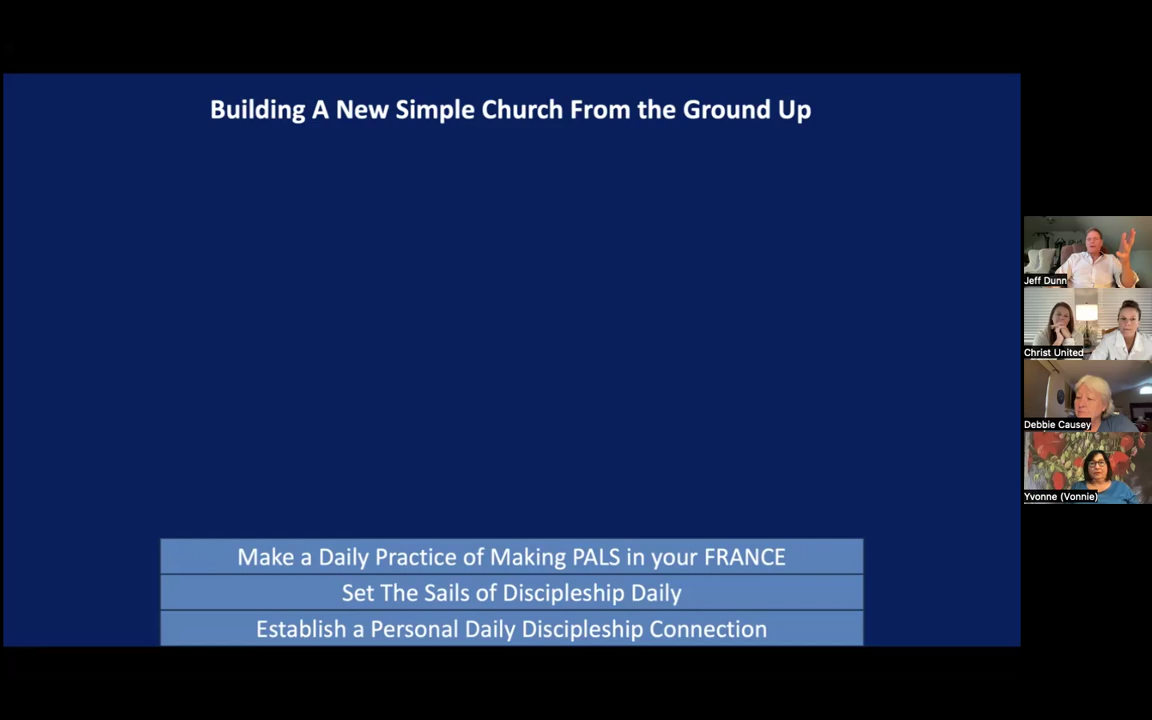 Building A New Simple Church From the Ground Up
Jeff Dunn
Christ United
Debbie Causey
Yvonne (Vonnie)
Make a Daily Practice of Making PALS in your FRANCE
Set The Sails of Discipleship Daily
Establish a Personal Daily Discipleship Connection